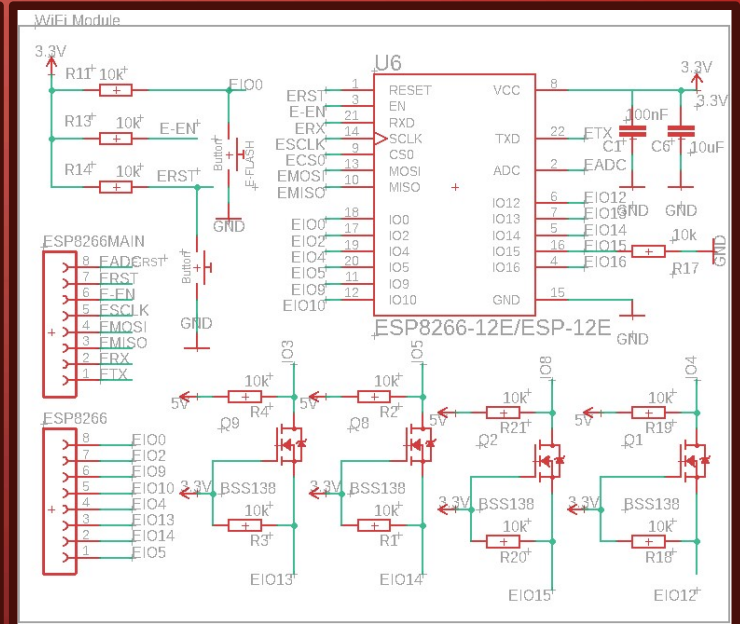 WiFi Module
3.3V
R11 10k
EIO0
R13 10k
E-EN
R14 10k
ERST
Button
E-FLASH
GND
ERST
Button
GND
U6
ERST 1 RESET
E-EN 3 EN
ERX 21 RXD
ESCLK 14 SCLK
ECS0 9 CS0
EMOSI 13 MOSI
EMISO 10 MISO
EIO0 18 IO0
EIO2 17 IO2
EIO4 19 IO4
EIO5 20 IO5
EIO9 11 IO9
EIO10 12 IO10
VCC 8
TXD 22 ETX
ADC 2 EADC
IO12 6 EIO12
IO13 7 EIO13
IO14 5 EIO14
IO15 16 EIO15
IO16 4 EIO16
GND 15
ESP8266-12E/ESP-12E
3.3V
3.3V
100nF
C1
C6
10uF
GND
GND
10k
R17
GND
GND
ESP8266MAIN
8 EADC
7 ERST
6 E-EN
5 ESCLK
4 EMOSI
3 EMISO
2 ERX
1 ETX
ESP8266
8 EIO0
7 EIO2
6 EIO9
5 EIO10
4 EIO4
3 EIO13
2 EIO14
1 EIO5
IO3
10k
5V
R4
Q9
3.3V
BSS138
10k
R3
EIO13
IO5
10k
5V
R2
Q8
3.3V
BSS138
10k
R1
EIO14
IO8
10k
5V
R21
Q2
3.3V
BSS138
10k
R20
EIO15
IO4
10k
5V
R19
Q1
3.3V
BSS138
10k
R18
EIO12